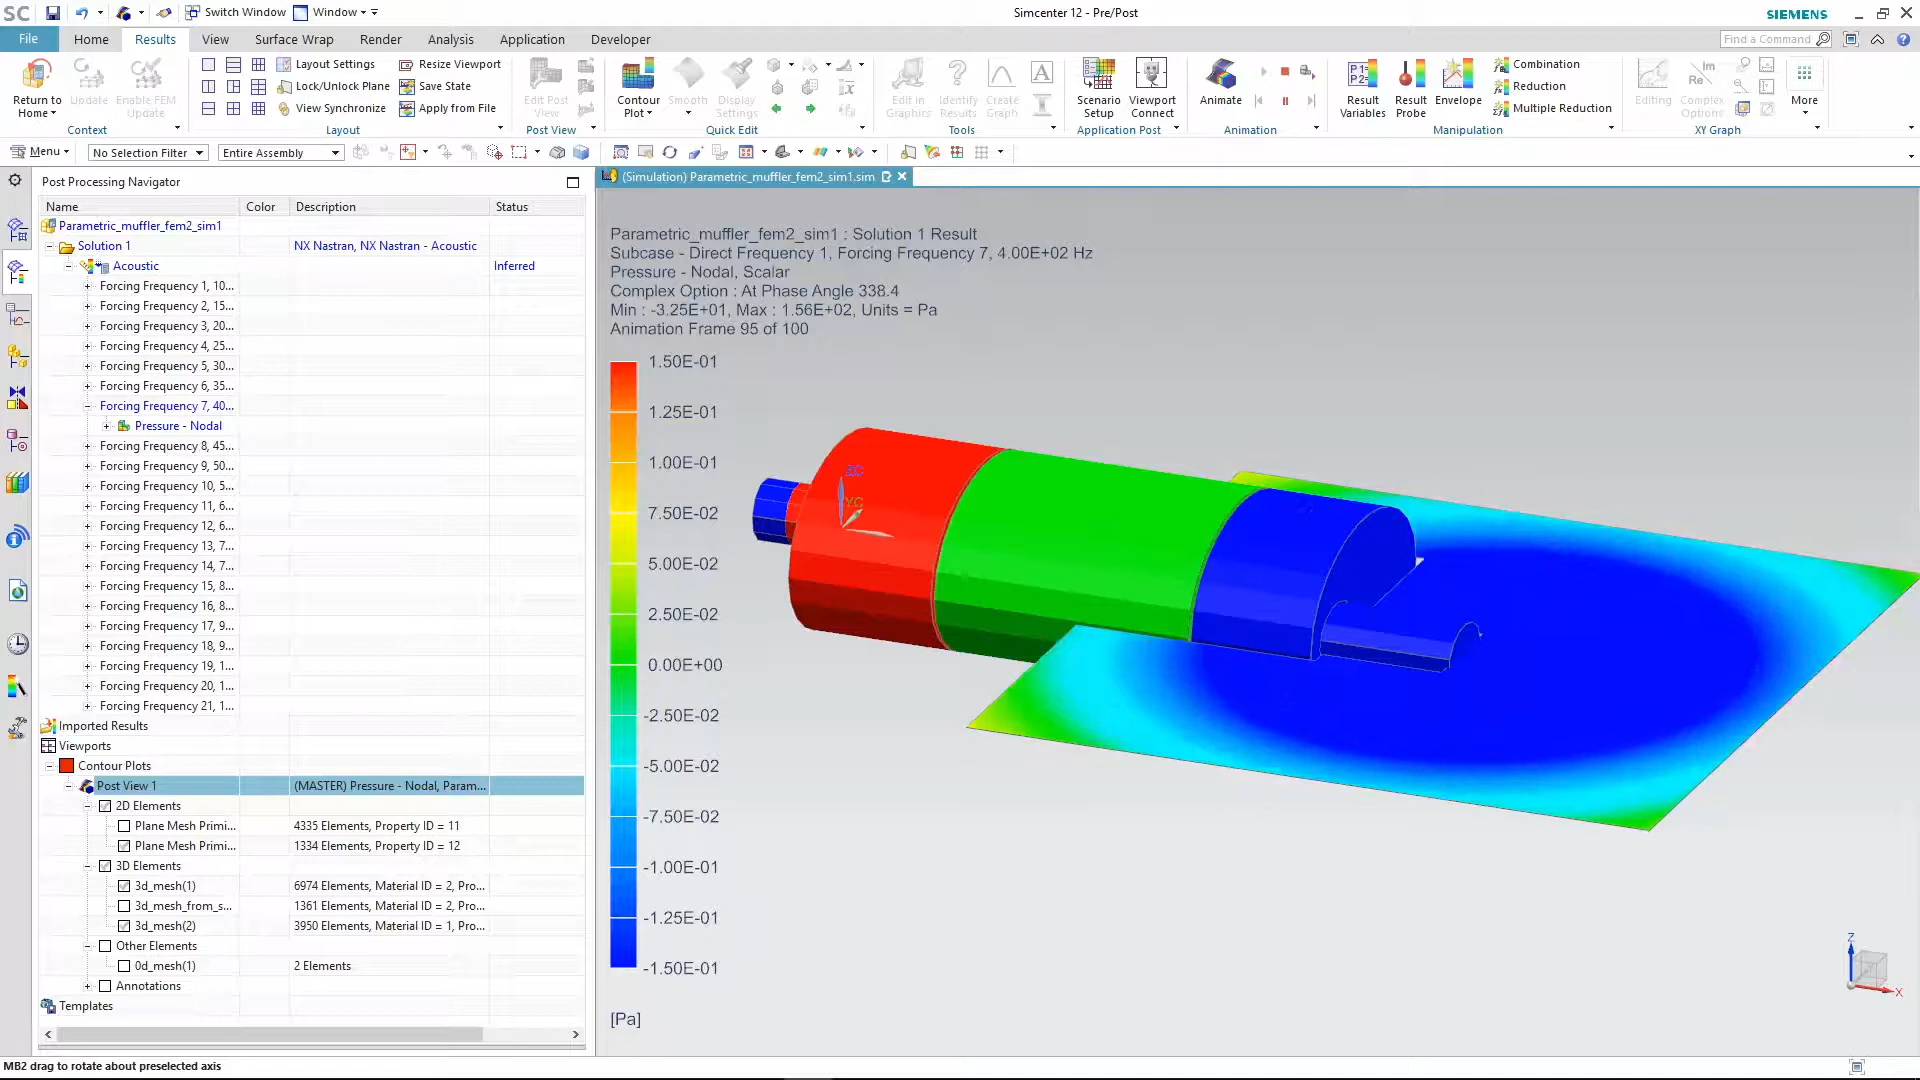 SC Switch Window Window Simcenter 12 - Pre/Post SIEMENS
File Home Results View Surface Wrap Render Analysis Application Developer Find a Command
Return to Home
Update
Enable FEM Update
Context
Layout Settings
Lock/Unlock Plane
View Synchronize
Resize Viewport
Save State
Apply from File
Layout
Edit Post View
Post View
Contour Plot
Smooth
Display Settings
Quick Edit
Edit in Graphics
Identify Results
Create Graph
Tools
Scenario Setup
Viewport Connect
Application Post
Animate
Animation
Result Variables
Result Probe
Envelope
Combination
Reduction
Multiple Reduction
Manipulation
Editing
Complex Options
XY Graph
More
Menu No Selection Filter Entire Assembly
Post Processing Navigator
(Simulation) Parametric_muffler_fem2_sim1.sim
Name Color Description Status
Parametric_muffler_fem2_sim1
Solution 1 NX Nastran, NX Nastran - Acoustic
Acoustic Inferred
Forcing Frequency 1, 10...
Forcing Frequency 2, 15...
Forcing Frequency 3, 20...
Forcing Frequency 4, 25...
Forcing Frequency 5, 30...
Forcing Frequency 6, 35...
Forcing Frequency 7, 40...
Pressure - Nodal
Forcing Frequency 8, 45...
Forcing Frequency 9, 50...
Forcing Frequency 10, 5...
Forcing Frequency 11, 6...
Forcing Frequency 12, 6...
Forcing Frequency 13, 7...
Forcing Frequency 14, 7...
Forcing Frequency 15, 8...
Forcing Frequency 16, 8...
Forcing Frequency 17, 9...
Forcing Frequency 18, 9...
Forcing Frequency 19, 1...
Forcing Frequency 20, 1...
Forcing Frequency 21, 1...
Imported Results
Viewports
Contour Plots
Post View 1 (MASTER) Pressure - Nodal, Param...
2D Elements
Plane Mesh Primi... 4335 Elements, Property ID = 11
Plane Mesh Primi... 1334 Elements, Property ID = 12
3D Elements
3d_mesh(1) 6974 Elements, Material ID = 2, Pro...
3d_mesh_from_s... 1361 Elements, Material ID = 2, Pro...
3d_mesh(2) 3950 Elements, Material ID = 1, Pro...
Other Elements
0d_mesh(1) 2 Elements
Annotations
Templates
Parametric_muffler_fem2_sim1 : Solution 1 Result
Subcase - Direct Frequency 1, Forcing Frequency 7, 4.00E+02 Hz
Pressure - Nodal, Scalar
Complex Option : At Phase Angle 338.4
Min : -3.25E+01, Max : 1.56E+02, Units = Pa
Animation Frame 95 of 100
1.50E-01
1.25E-01
1.00E-01
7.50E-02
5.00E-02
2.50E-02
0.00E+00
-2.50E-02
-5.00E-02
-7.50E-02
-1.00E-01
-1.25E-01
-1.50E-01
[Pa]
ZC
YC
Z
X
MB2 drag to rotate about preselected axis